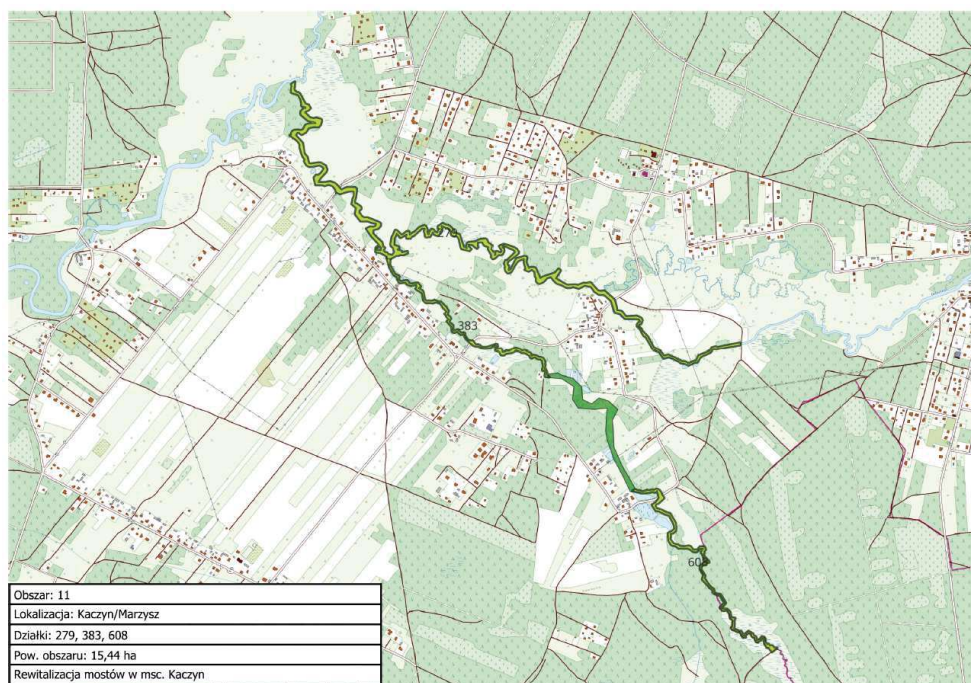 279
383
608
Obszar: 11
Lokalizacja: Kaczyn/Marzysz
Działki: 279, 383, 608
Pow. obszaru: 15,44 ha
Rewitalizacja mostów w msc. Kaczyn